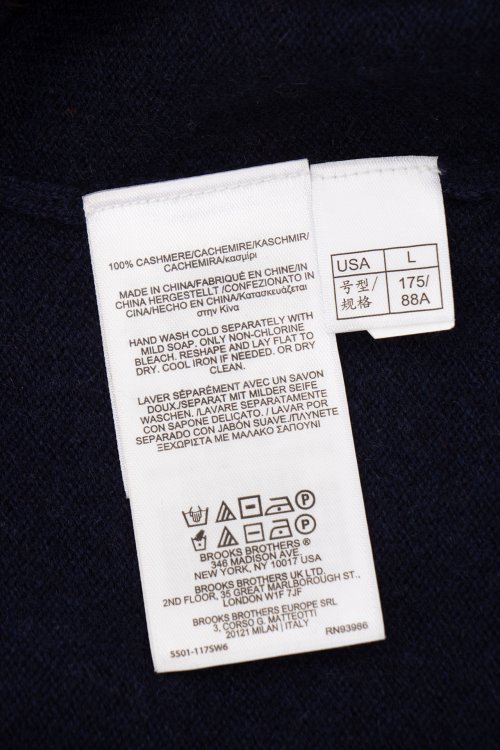 100% CASHMERE/CACHEMIRE/KASCHMIR/
CACHEMIRA/κασμίρι
MADE IN CHINA/FABRIQUÉ EN CHINE/IN
CHINA HERGESTELLT /CONFEZIONATO IN
CINA/HECHO EN CHINA/Κατασκευάζεται
στην Κίνα
HAND WASH COLD SEPARATELY WITH
MILD SOAP. ONLY NON-CHLORINE
BLEACH. RESHAPE AND LAY FLAT TO
DRY. COOL IRON IF NEEDED. OR DRY
CLEAN.
LAVER SÉPARÉMENT AVEC UN SAVON
DOUX./SEPARAT MIT MILDER SEIFE
WASCHEN. /LAVARE SEPARATAMENTE
CON SAPONE DELICATO. / LAVAR POR
SEPARADO CON JABÓN SUAVE./ΠΛΥΝΕΤΕ
ΞΕΧΩΡΙΣΤΑ ΜΕ ΜΑΛΑΚΟ ΣΑΠΟΥΝΙ
P
P
BROOKS BROTHERS ®
346 MADISON AVE
NEW YORK, NY 10017 USA
BROOKS BROTHERS UK LTD.
2ND FLOOR, 35 GREAT MARLBOROUGH ST.,
LONDON W1F 7JF
BROOKS BROTHERS EUROPE SRL
3, CORSO G. MATTEOTTI
20121 MILAN | ITALY
RN93986
5501-117SW6
USA L
号型/ 175/
规格 88A